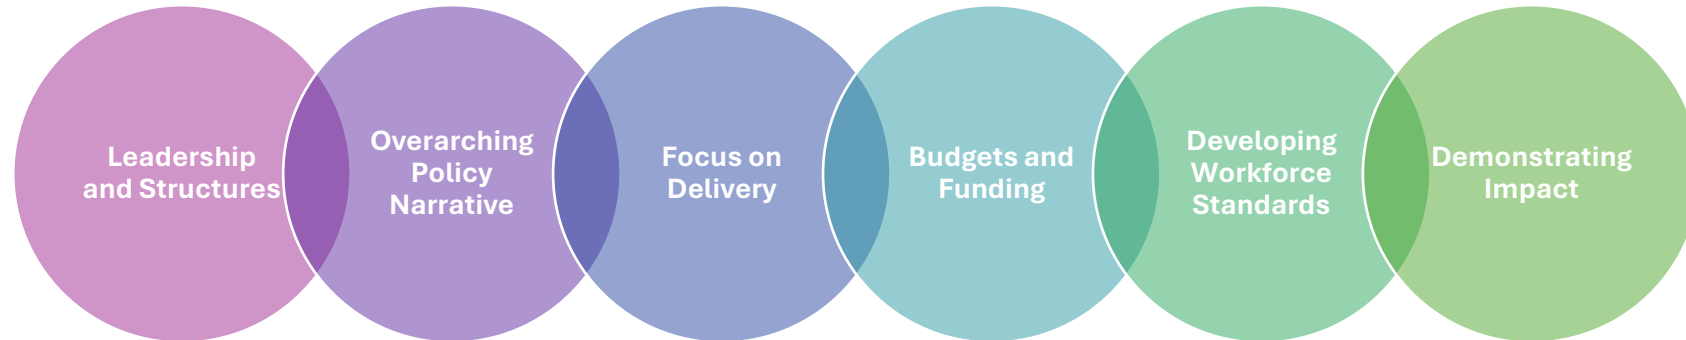 Leadership
and Structures
Overarching
Policy
Narrative
Focus on
Delivery
Budgets and
Funding
Developing
Workforce
Standards
Demonstrating
Impact